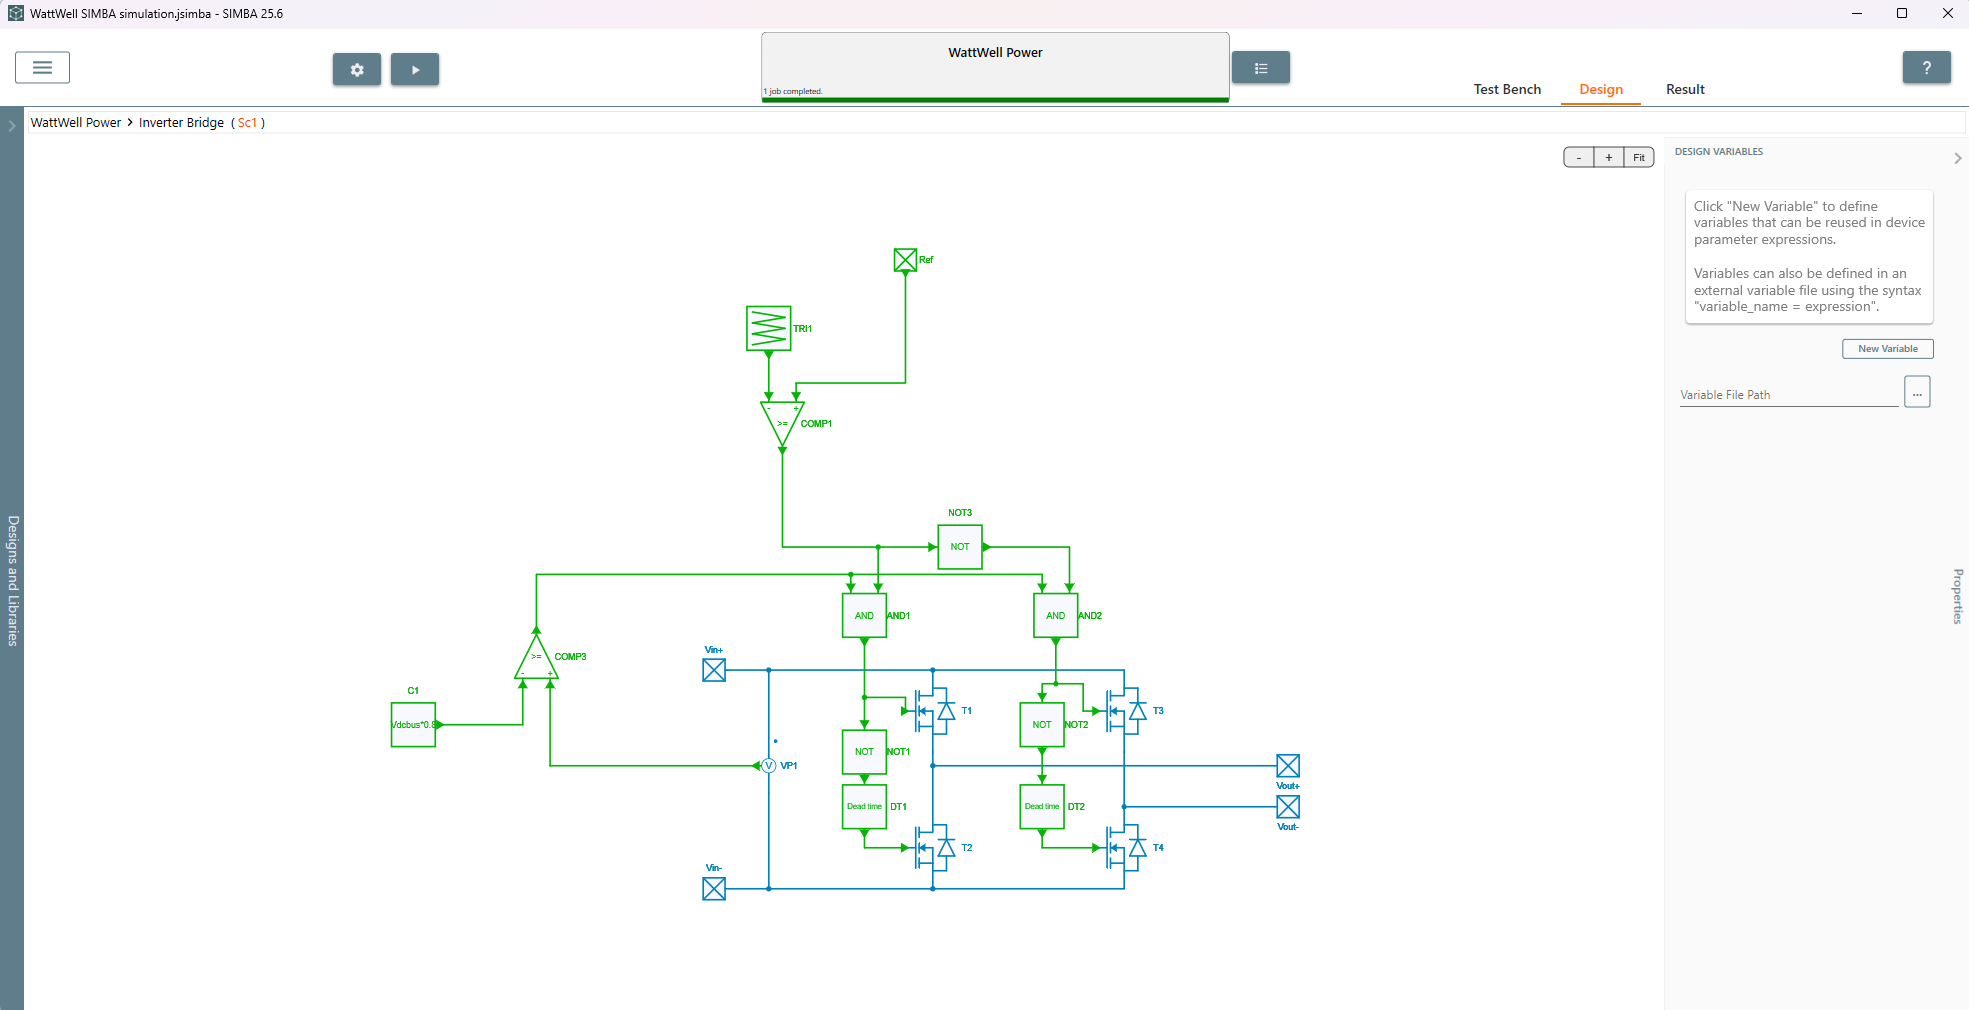 WattWell SIMBA simulation.jsimba - SIMBA 25.6
WattWell Power
1 job completed.
?
Test Bench
Design
Result
WattWell Power > Inverter Bridge ( Sc1 )
- + Fit
DESIGN VARIABLES
Click "New Variable" to define
variables that can be reused in device
parameter expressions.
Variables can also be defined in an
external variable file using the syntax
"variable_name = expression".
New Variable
Variable File Path
...
Designs and Libraries
Properties
Ref
TRI1
- +
>=
COMP1
NOT3
NOT
AND
AND1
AND
AND2
>=
COMP3
- +
Vin+
C1
Vdcbus*0.
T1
T3
NOT
NOT2
NOT
NOT1
V
VP1
Vout+
Dead time
DT1
Dead time
DT2
Vout-
T2
T4
Vin-